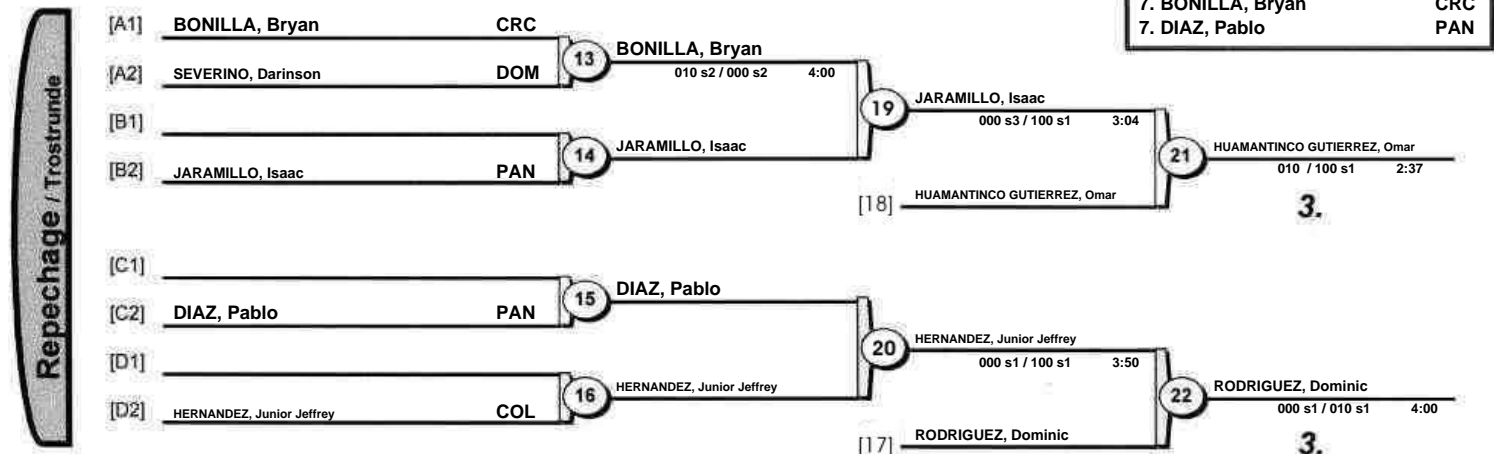 7. BONILLA, Bryan CRC
7. DIAZ, Pablo PAN
Repechage / Trostrunde
[A1] BONILLA, Bryan CRC
[A2] SEVERINO, Darinson DOM
13 BONILLA, Bryan
010 s2 / 000 s2 4:00
[B1]
[B2] JARAMILLO, Isaac PAN
14 JARAMILLO, Isaac
19 JARAMILLO, Isaac
000 s3 / 100 s1 3:04
[18] HUAMANTINCO GUTIERREZ, Omar
21 HUAMANTINCO GUTIERREZ, Omar
010 / 100 s1 2:37
3.
[C1]
[C2] DIAZ, Pablo PAN
15 DIAZ, Pablo
[D1]
[D2] HERNANDEZ, Junior Jeffrey COL
16 HERNANDEZ, Junior Jeffrey
20 HERNANDEZ, Junior Jeffrey
000 s1 / 100 s1 3:50
[17] RODRIGUEZ, Dominic
22 RODRIGUEZ, Dominic
000 s1 / 010 s1 4:00
3.